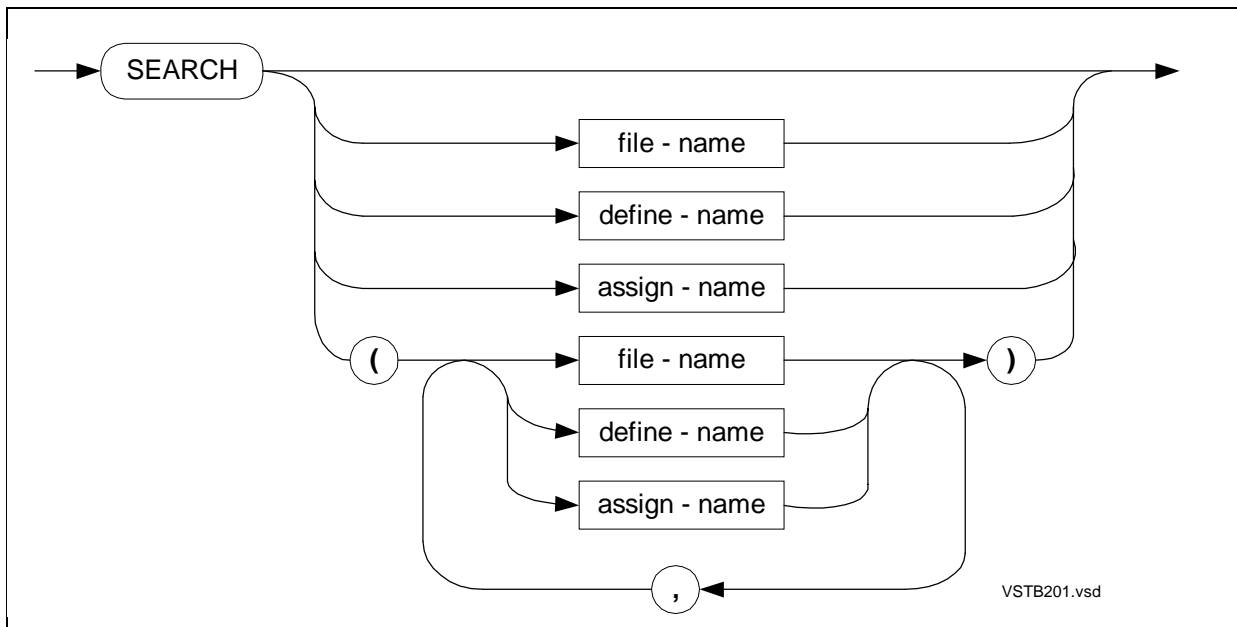 SEARCH
file - name
define - name
assign - name
(
file - name
)
define - name
assign - name
,
VSTB201.vsd